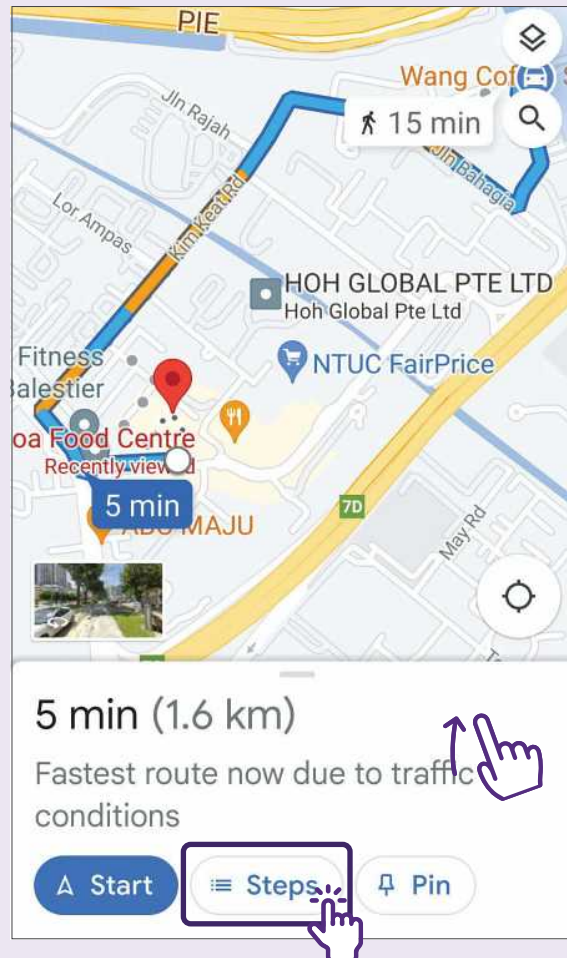 PIE
Wang Cof
Jln Rajah
15 min
Jln Bahagia
Lor Ampas
Kim Keat Rd
HOH GLOBAL PTE LTD
Hoh Global Pte Ltd
Fitness
Balestier
NTUC FairPrice
oa Food Centre
Recently viewed
5 min
MAJU
7D
May Rd
5 min (1.6 km)
Fastest route now due to traffic
conditions
Start
Steps
Pin